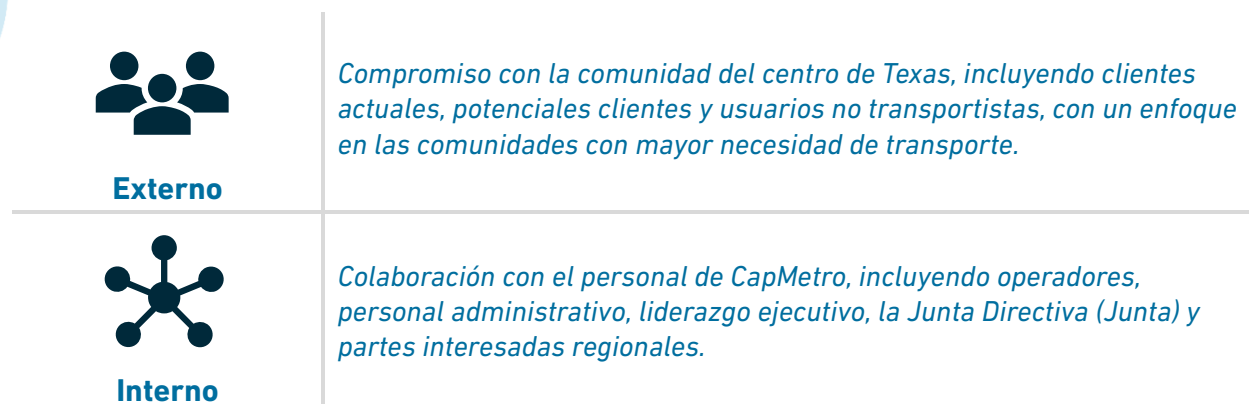 Compromiso con la comunidad del centro de Texas, incluyendo clientes
actuales, potenciales clientes y usuarios no transportistas, con un enfoque
en las comunidades con mayor necesidad de transporte.
Externo
Colaboración con el personal de CapMetro, incluyendo operadores,
personal administrativo, liderazgo ejecutivo, la Junta Directiva (Junta) y
partes interesadas regionales.
Interno